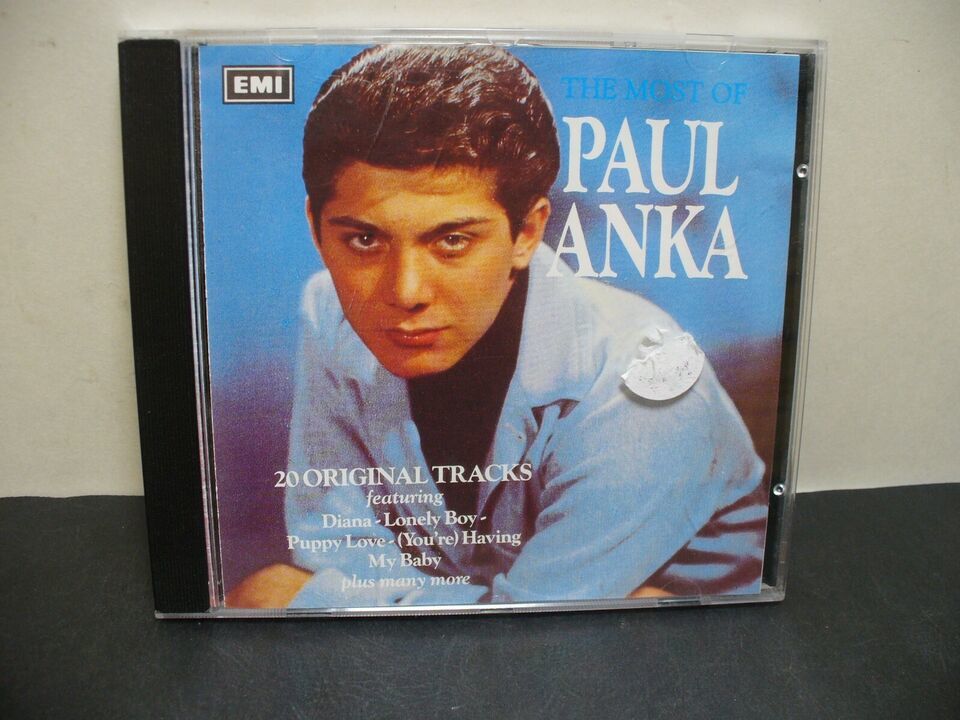 EMI
THE MOST OF
PAUL
ANKA
20 ORIGINAL TRACKS
featuring
Diana - Lonely Boy -
Puppy Love - (You're) Having
My Baby
plus many more